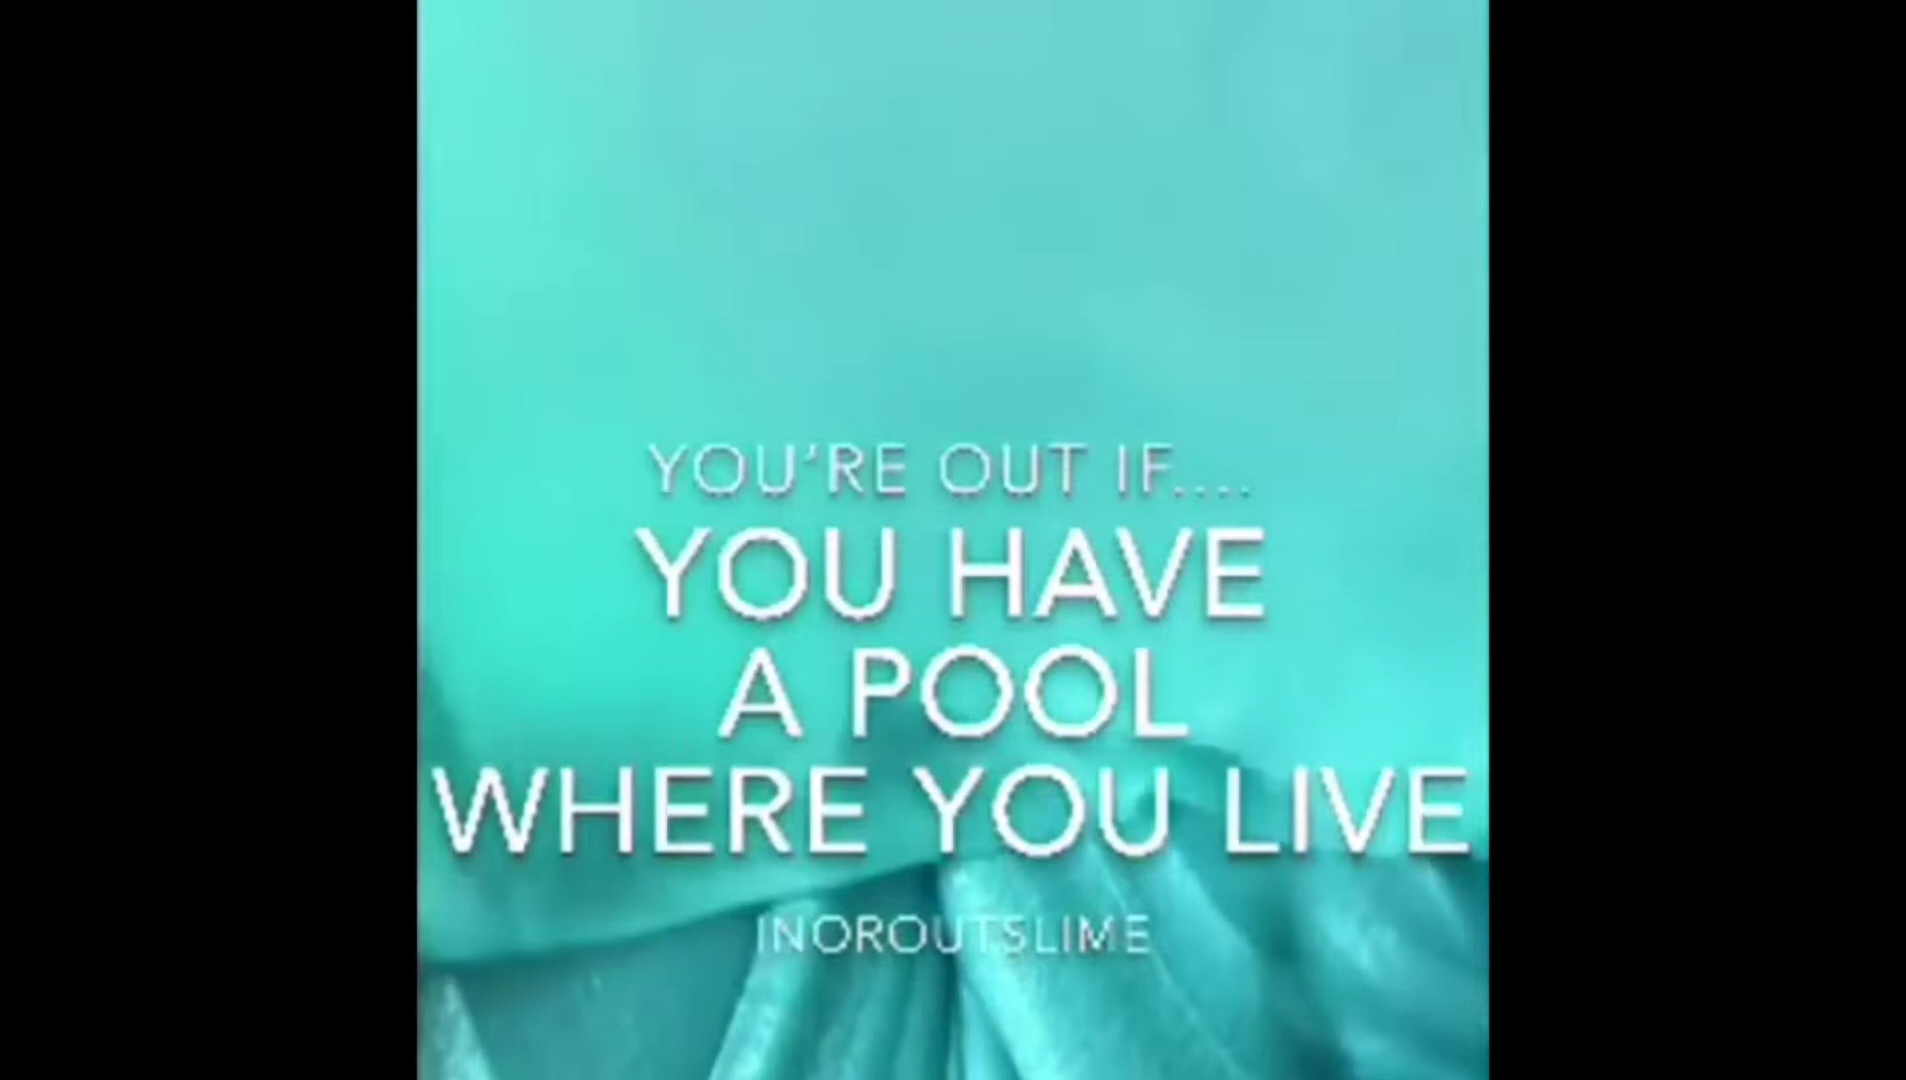 YOU'RE OUT IF....
YOU HAVE
A POOL
WHERE YOU LIVE
INOROUTSLIME